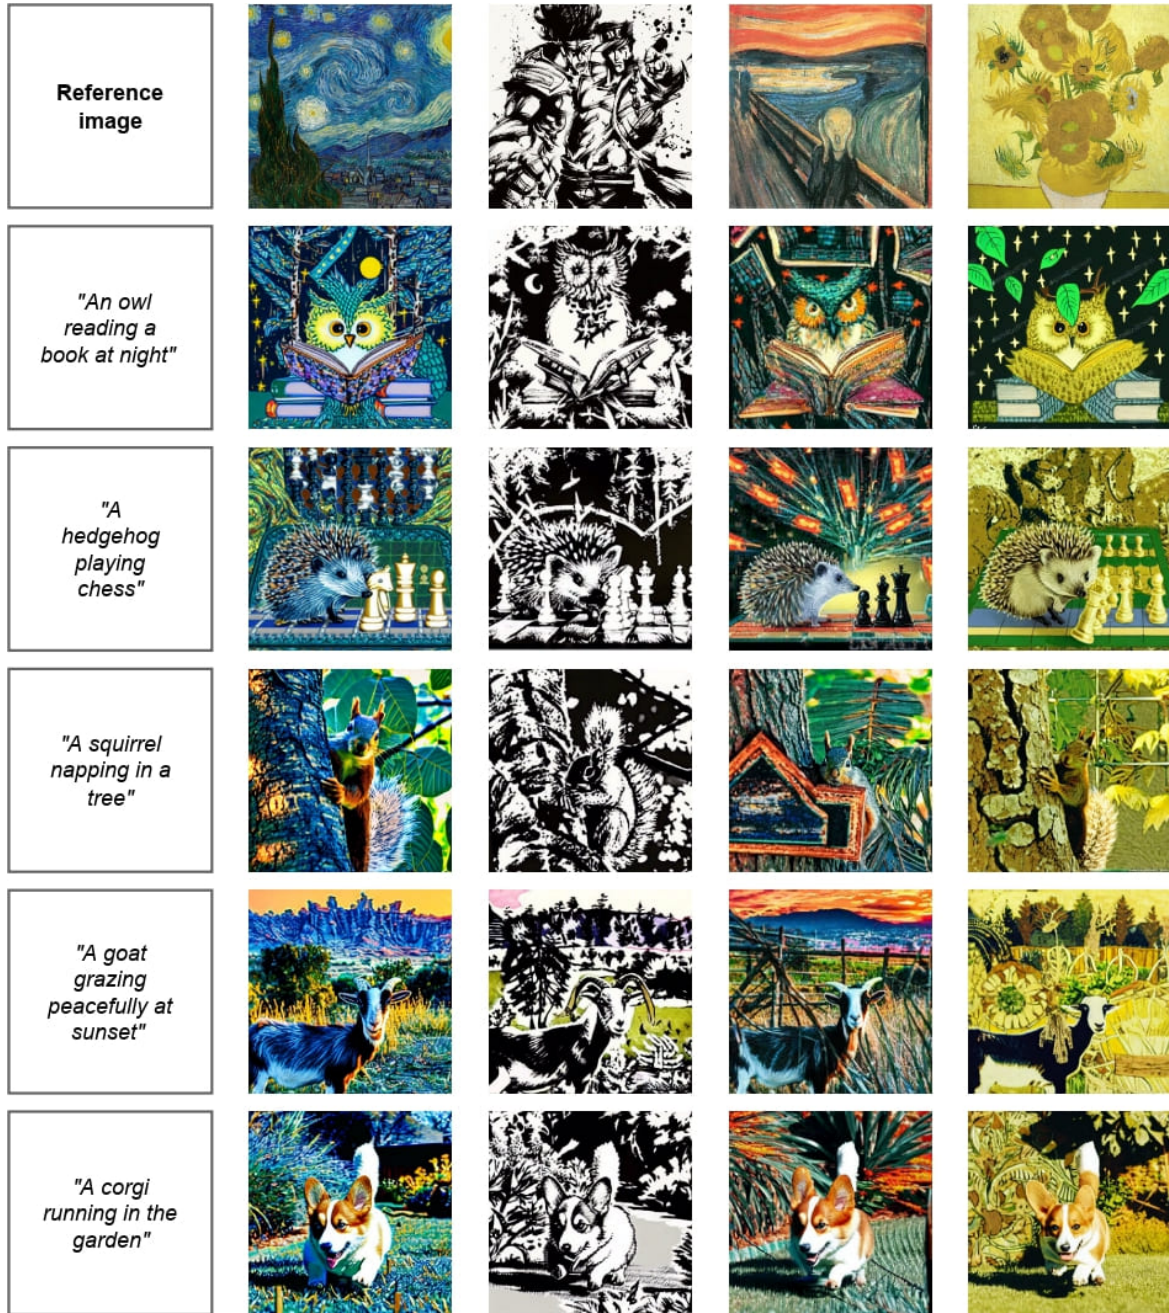 Reference
image
"An owl
reading a
book at night"
"A
hedgehog
playing
chess"
"A squirrel
napping in a
tree"
"A goat
grazing
peacefully at
sunset"
"A corgi
running in the
garden"